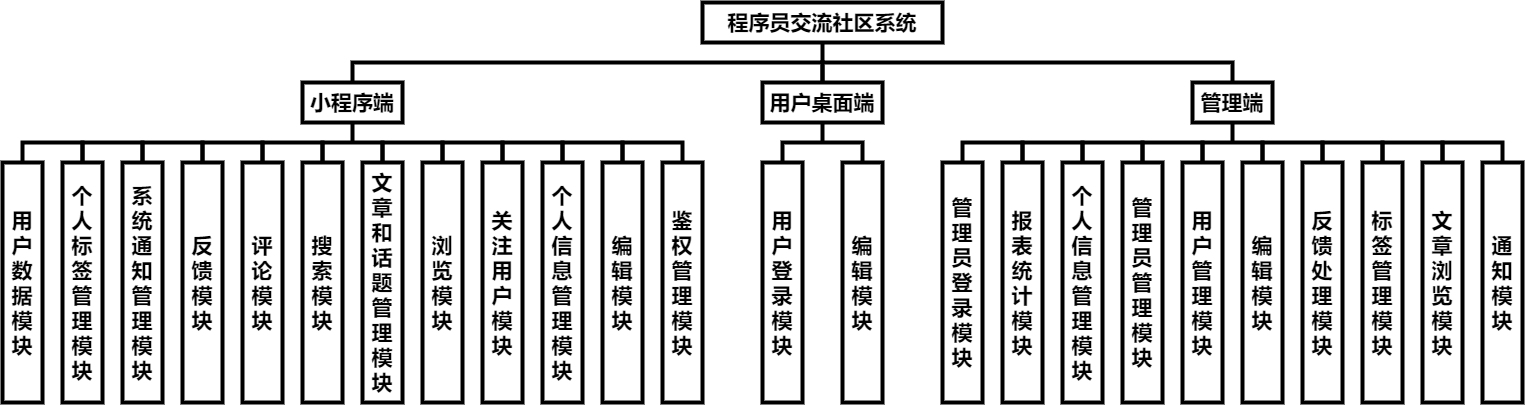 程序员交流社区系统
小程序端
用户桌面端
管理端
用户数据模块
个人标签管理模块
系统通知管理模块
反馈模块
评论模块
搜索模块
文章和话题管理模块
浏览模块
关注用户模块
个人信息管理模块
编辑模块
鉴权管理模块
用户登录模块
编辑模块
管理员登录模块
报表统计模块
个人信息管理模块
管理员管理模块
用户管理模块
编辑模块
反馈处理模块
标签管理模块
文章浏览模块
通知模块